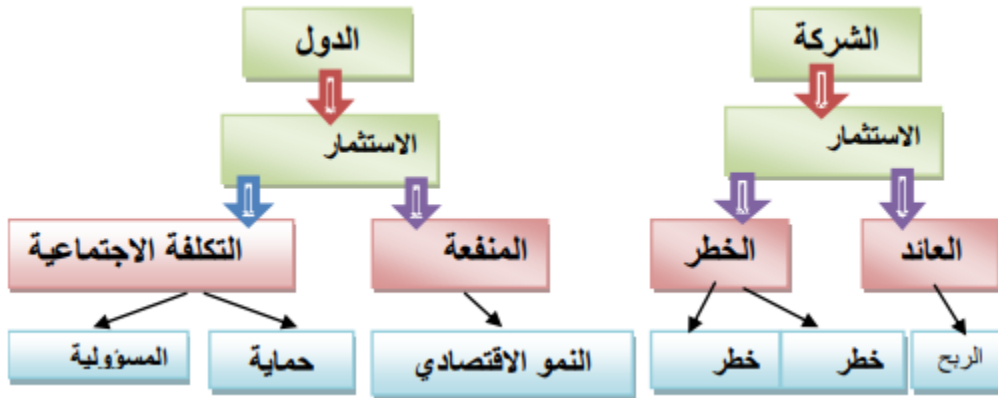 الشركة
الدول
الاستثمار
الاستثمار
العائد
الخطر
المنفعة
التكلفة الاجتماعية
الربح
خطر
خطر
النمو الاقتصادي
حماية
المسؤولية